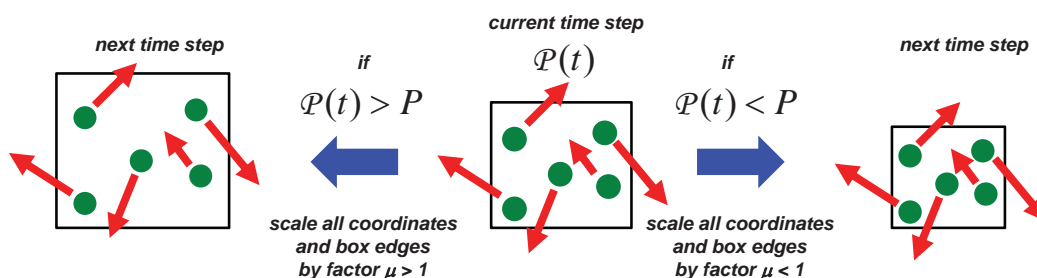 next time step
if
𝒫(t) > P
scale all coordinates
and box edges
by factor μ > 1
current time step
𝒫(t)
if
𝒫(t) < P
scale all coordinates
and box edges
by factor μ < 1
next time step